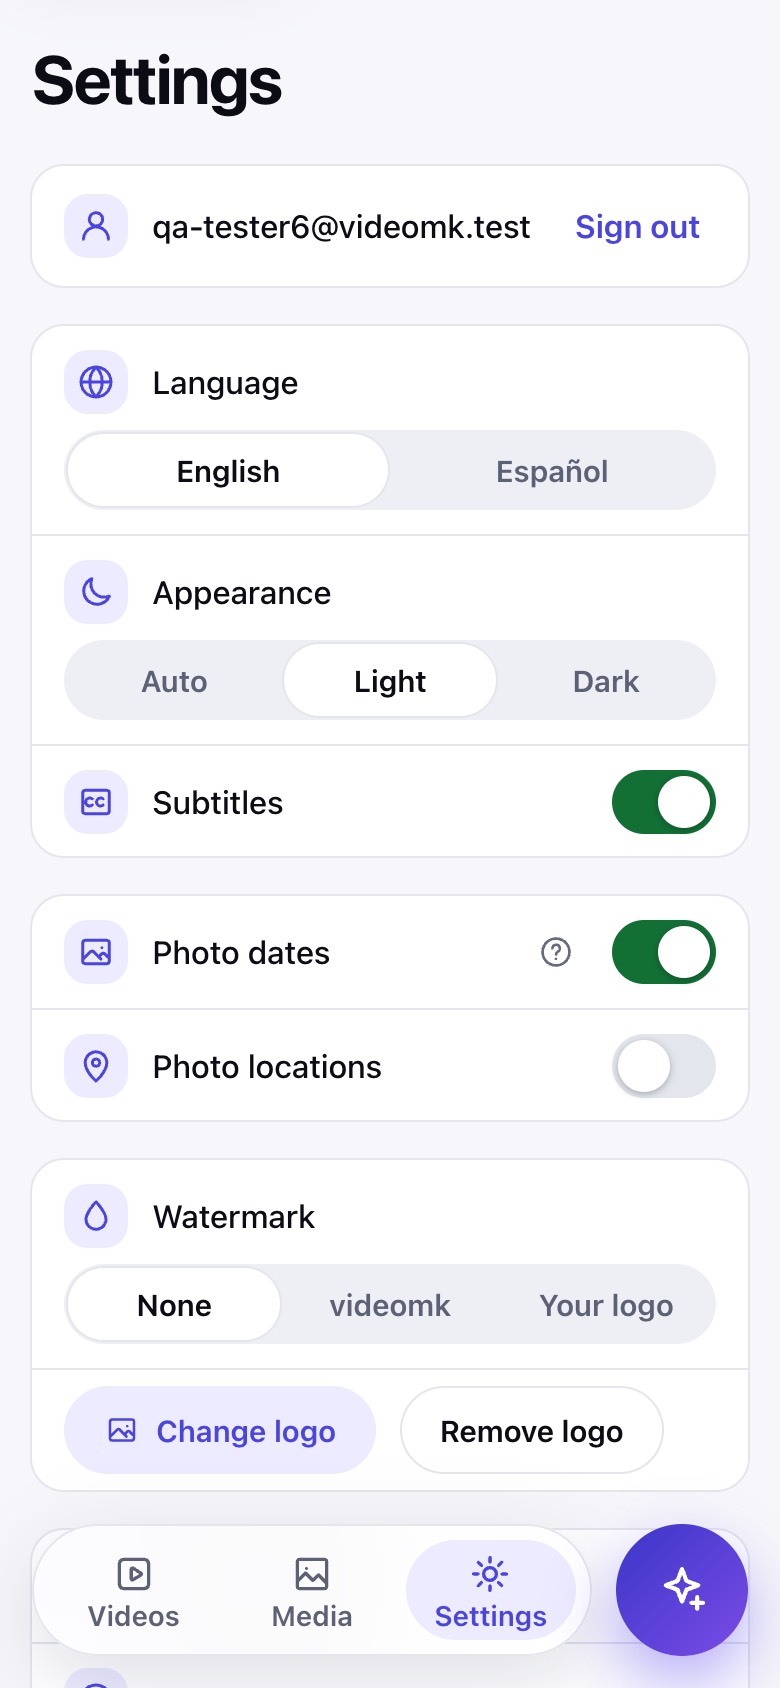 Settings
qa-tester6@videomk.test Sign out
Language
English Español
Appearance
Auto Light Dark
CC Subtitles
Photo dates ?
Photo locations
Watermark
None videomk Your logo
Change logo Remove logo
Videos Media Settings